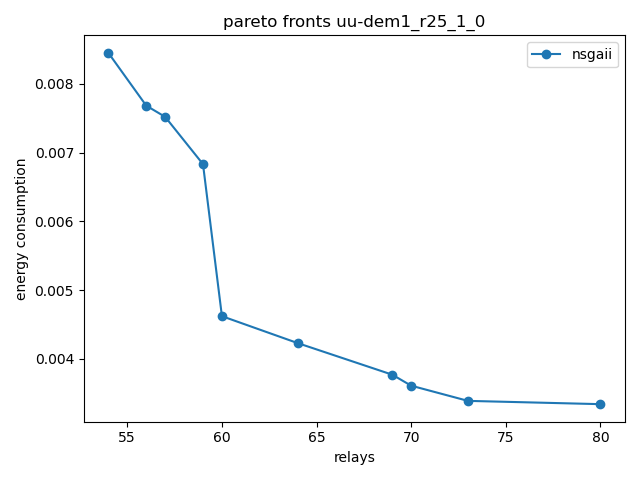 pareto fronts uu-dem1_r25_1_0
nsgaii
0.008
0.007
0.006
0.005
0.004
energy consumption
55
60
65
70
75
80
relays